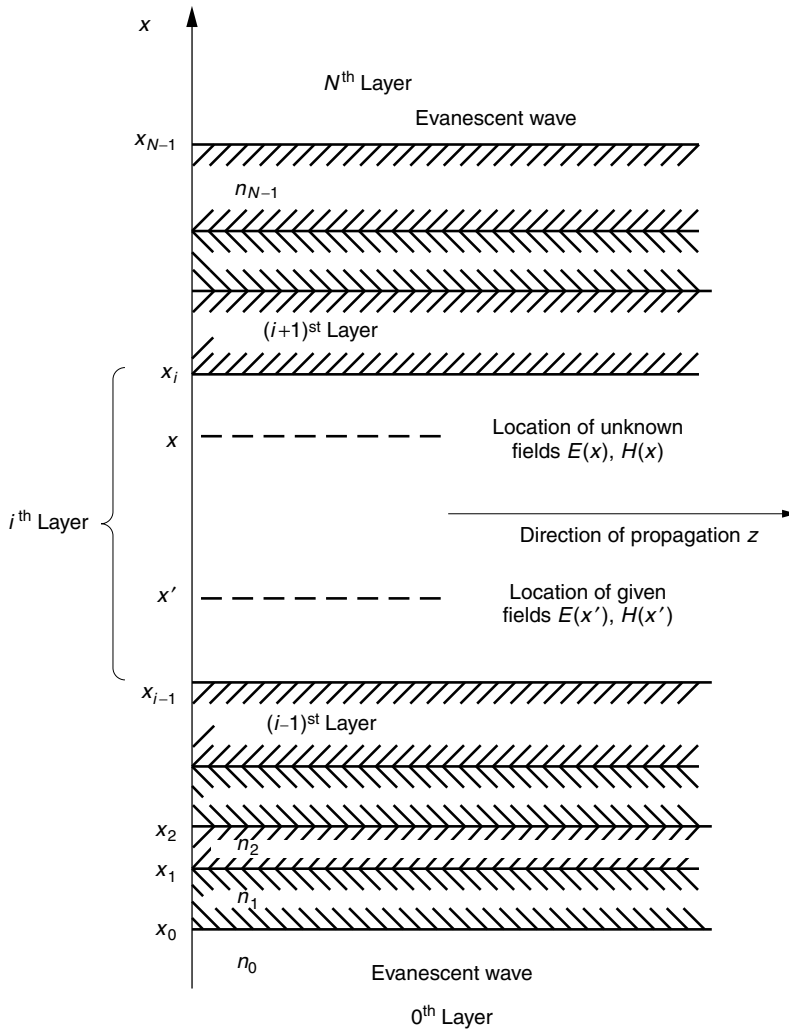 x
Nth Layer
Evanescent wave
xN–1
nN–1
(i+1)st Layer
xi
x
Location of unknown
fields E(x), H(x)
ith Layer
Direction of propagation z
x′
Location of given
fields E(x′), H(x′)
xi–1
(i–1)st Layer
x2
n2
x1
n1
x0
n0
Evanescent wave
0th Layer